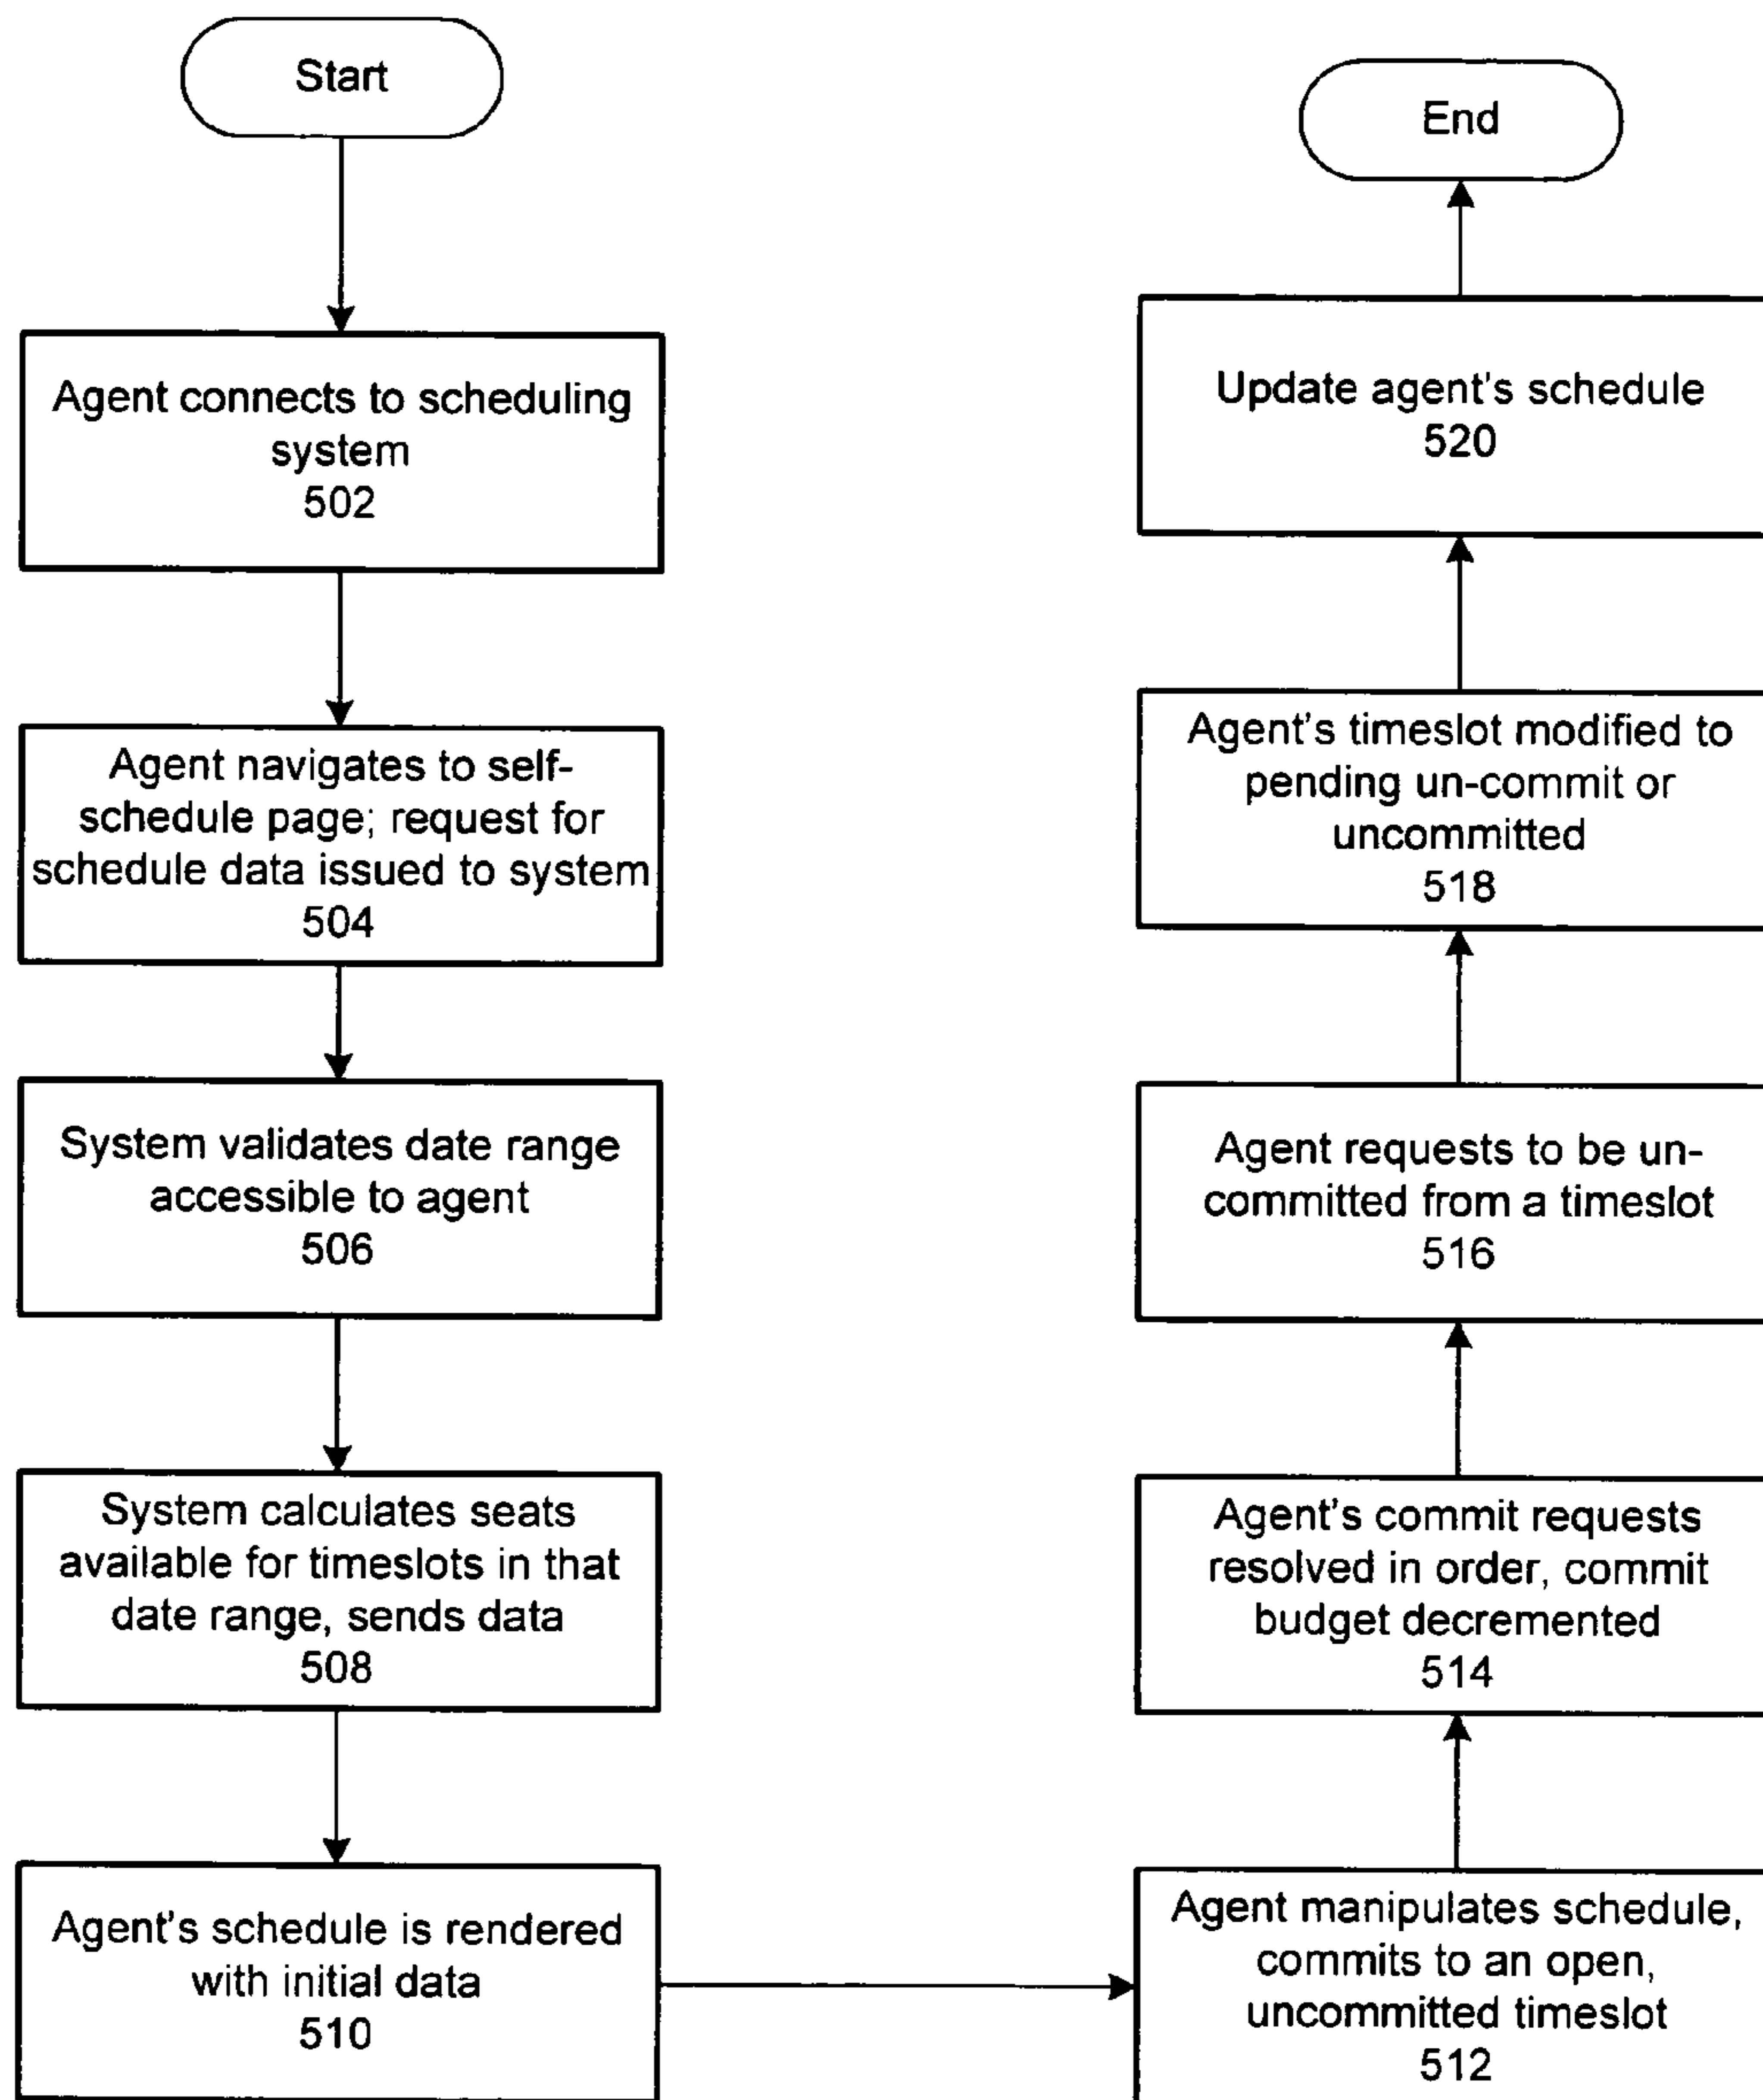 Start
Agent connects to scheduling
system
502
Agent navigates to self-
schedule page; request for
schedule data issued to system
504
System validates date range
accessible to agent
506
System calculates seats
available for timeslots in that
date range, sends data
508
Agent's schedule is rendered
with initial data
510
Agent manipulates schedule,
commits to an open,
uncommitted timeslot
512
Agent's commit requests
resolved in order, commit
budget decremented
514
Agent requests to be un-
committed from a timeslot
516
Agent's timeslot modified to
pending un-commit or
uncommitted
518
Update agent's schedule
520
End